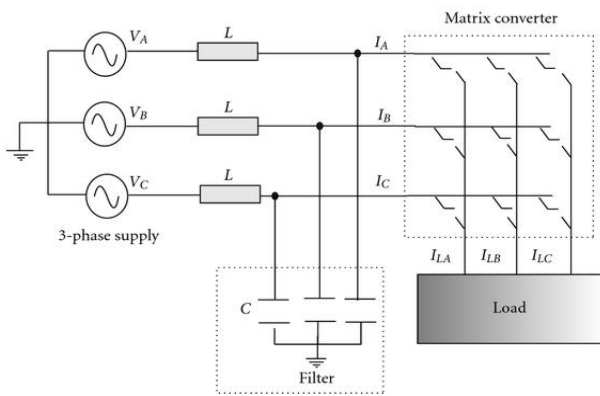 Matrix converter
V_A
L
I_A
V_B
L
I_B
V_C
L
I_C
3-phase supply
I_LA
I_LB
I_LC
C
Load
Filter